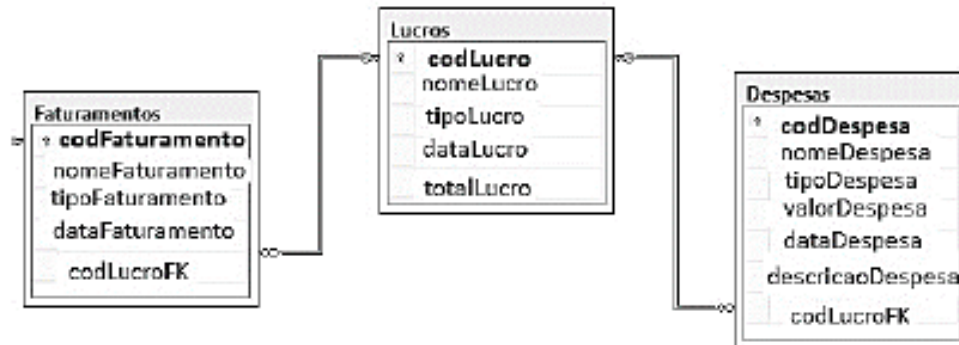 Lucros
codLucro
nomeLucro
tipoLucro
dataLucro
totalLucro
Faturamentos
codFaturamento
nomeFaturamento
tipoFaturamento
dataFaturamento
codLucroFK
Despesas
codDespesa
nomeDespesa
tipoDespesa
valorDespesa
dataDespesa
descricaoDespesa
codLucroFK